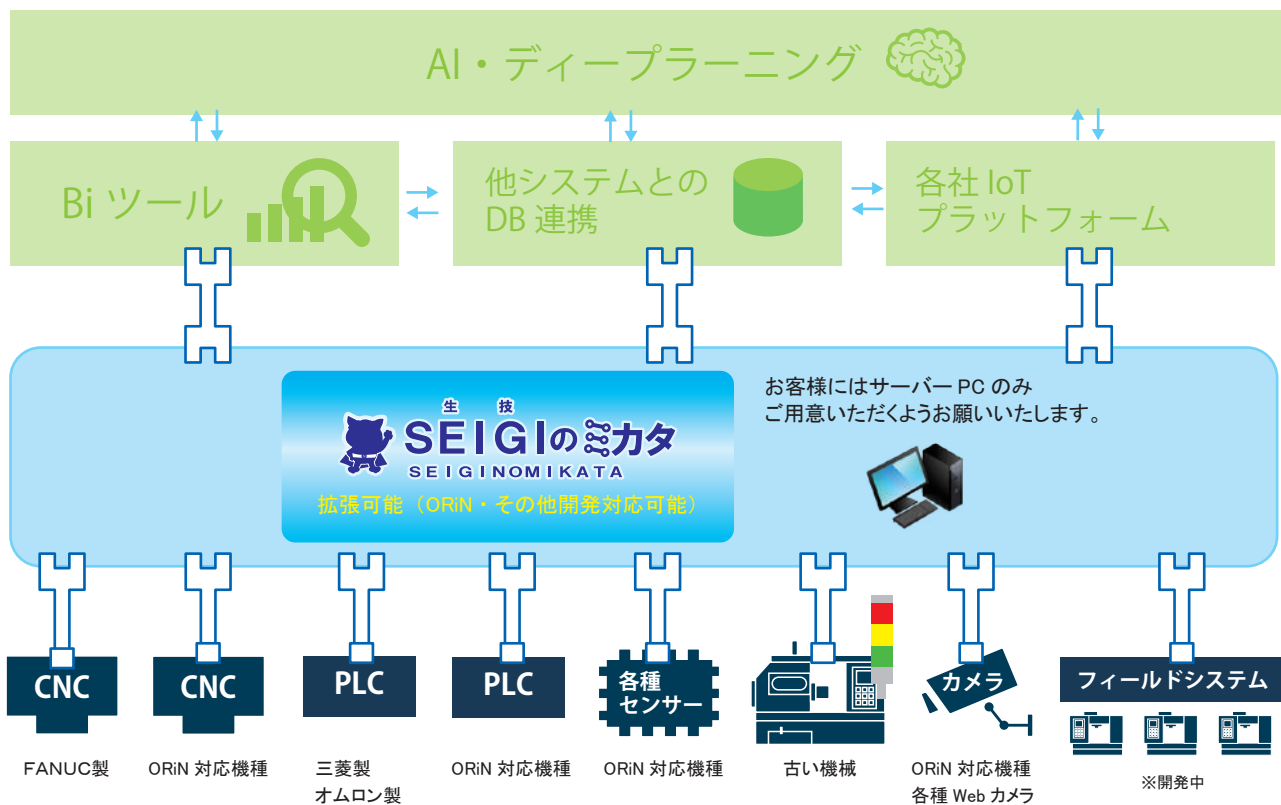 AI・ディープラーニング
Bi ツール
他システムとの
DB 連携
各社 IoT
プラットフォーム
生 技
SEIGIのミカタ
SEIGINOMIKATA
拡張可能（ORiN・その他開発対応可能）
お客様にはサーバー PC のみ
ご用意いただくようお願いいたします。
CNC
CNC
PLC
PLC
各種
センサー
カメラ
フィールドシステム
FANUC製
ORiN 対応機種
三菱製
オムロン製
ORiN 対応機種
ORiN 対応機種
古い機械
ORiN 対応機種
各種 Web カメラ
※開発中